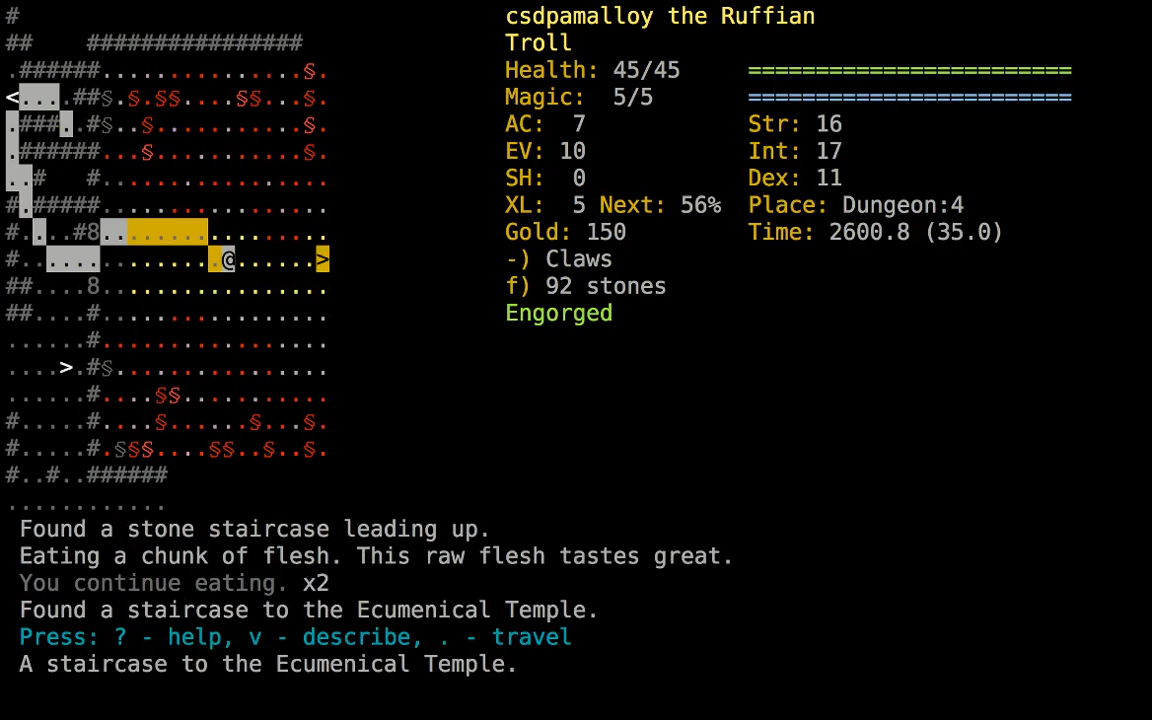 #
##    ################    csdpamalloy the Ruffian
Troll
.######................§.    Health: 45/45 ========================
<....##§.§.§§....§§...§.    Magic: 5/5 ========================
.###..#§..§...........§.    AC: 7    Str: 16
.######...§...........§.    EV: 10    Int: 17
..#   #.................    SH: 0    Dex: 11
#.#####.................    XL: 5 Next: 56%    Place: Dungeon:4
#...#8.................    Gold: 150    Time: 2600.8 (35.0)
#.. .............@......>    -) Claws
##....8.................    f) 92 stones
##....#.................    Engorged
......#.................
....>.#§................
......#....§§...........
#.....#....§......§...§.
#.....#.§§§....§§..§..§.
#..#..######
............
Found a stone staircase leading up.
Eating a chunk of flesh. This raw flesh tastes great.
You continue eating. x2
Found a staircase to the Ecumenical Temple.
Press: ? - help, v - describe, . - travel
A staircase to the Ecumenical Temple.